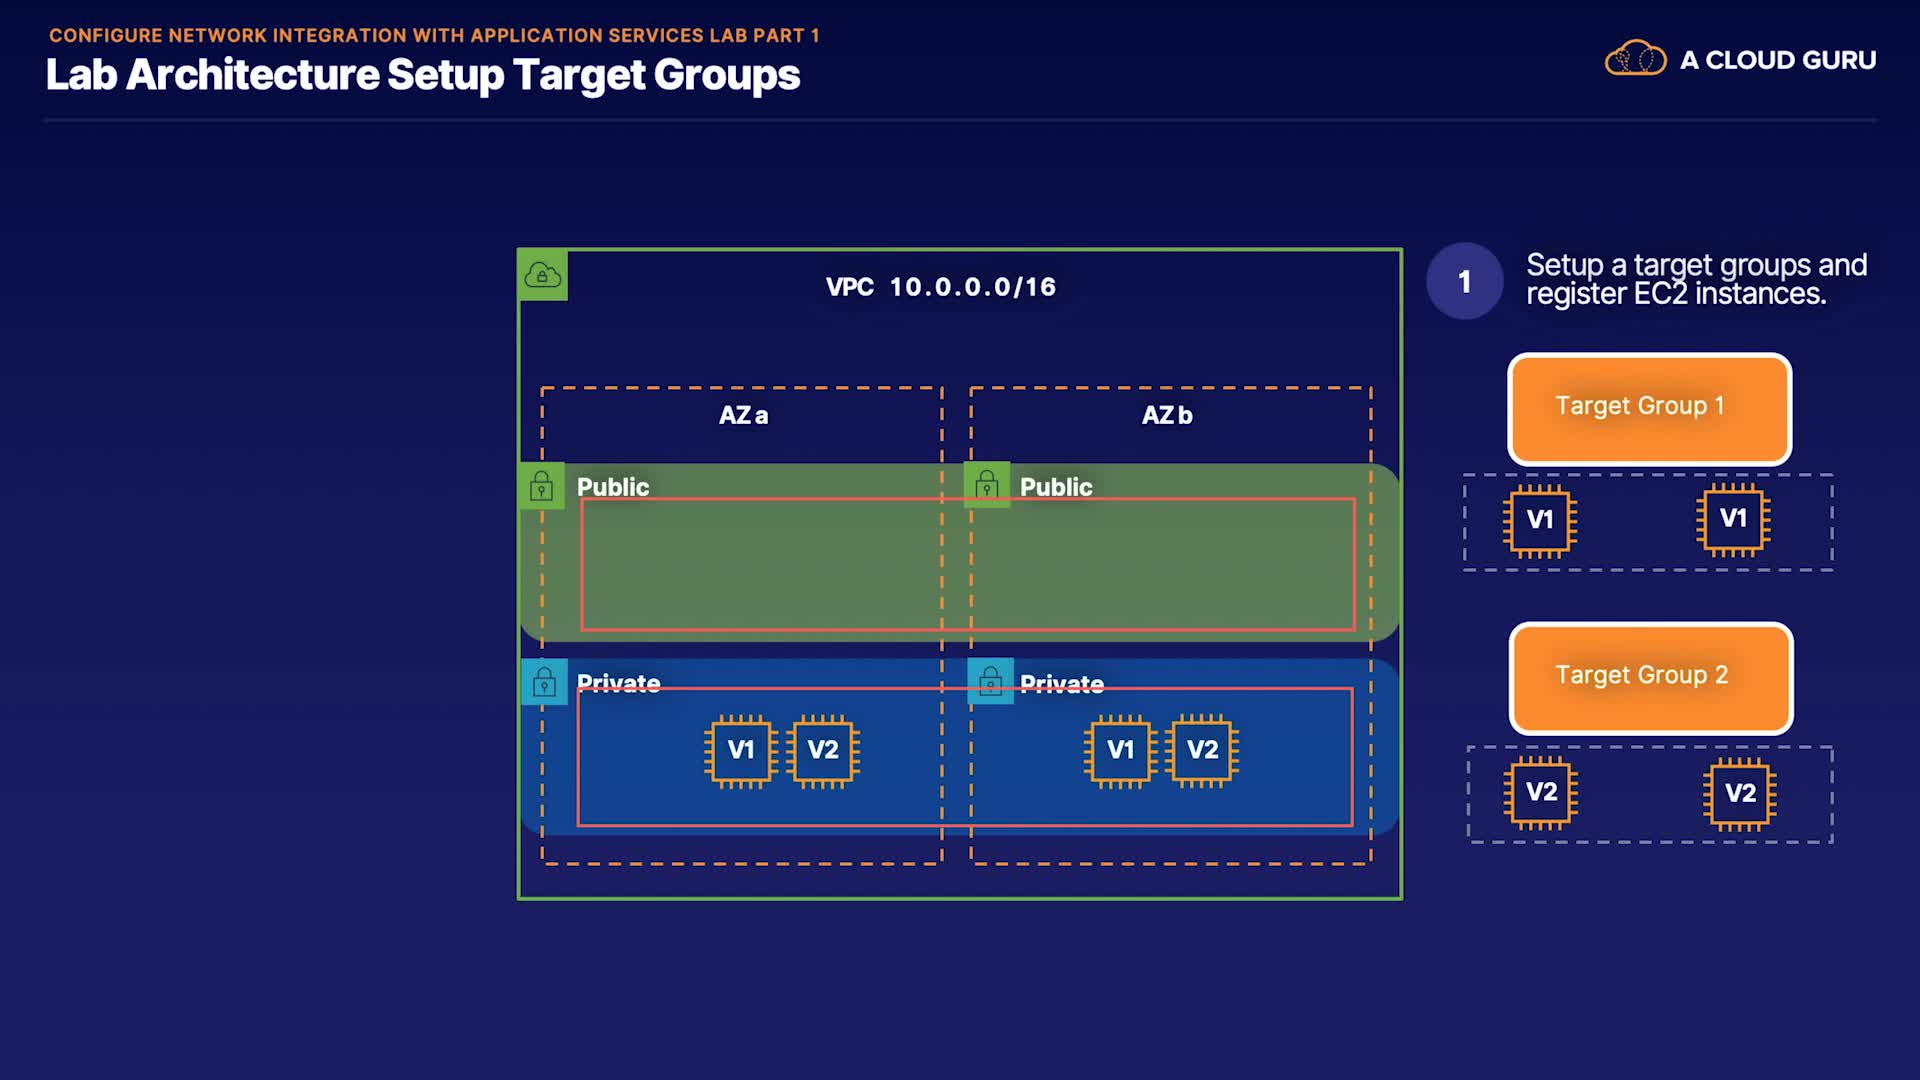 CONFIGURE NETWORK INTEGRATION WITH APPLICATION SERVICES LAB PART 1
Lab Architecture Setup Target Groups
A CLOUD GURU
VPC 10.0.0.0/16
AZ a
AZ b
Public
Public
Private
Private
V1
V2
V1
V2
1
Setup a target groups and
register EC2 instances.
Target Group 1
V1
V1
Target Group 2
V2
V2